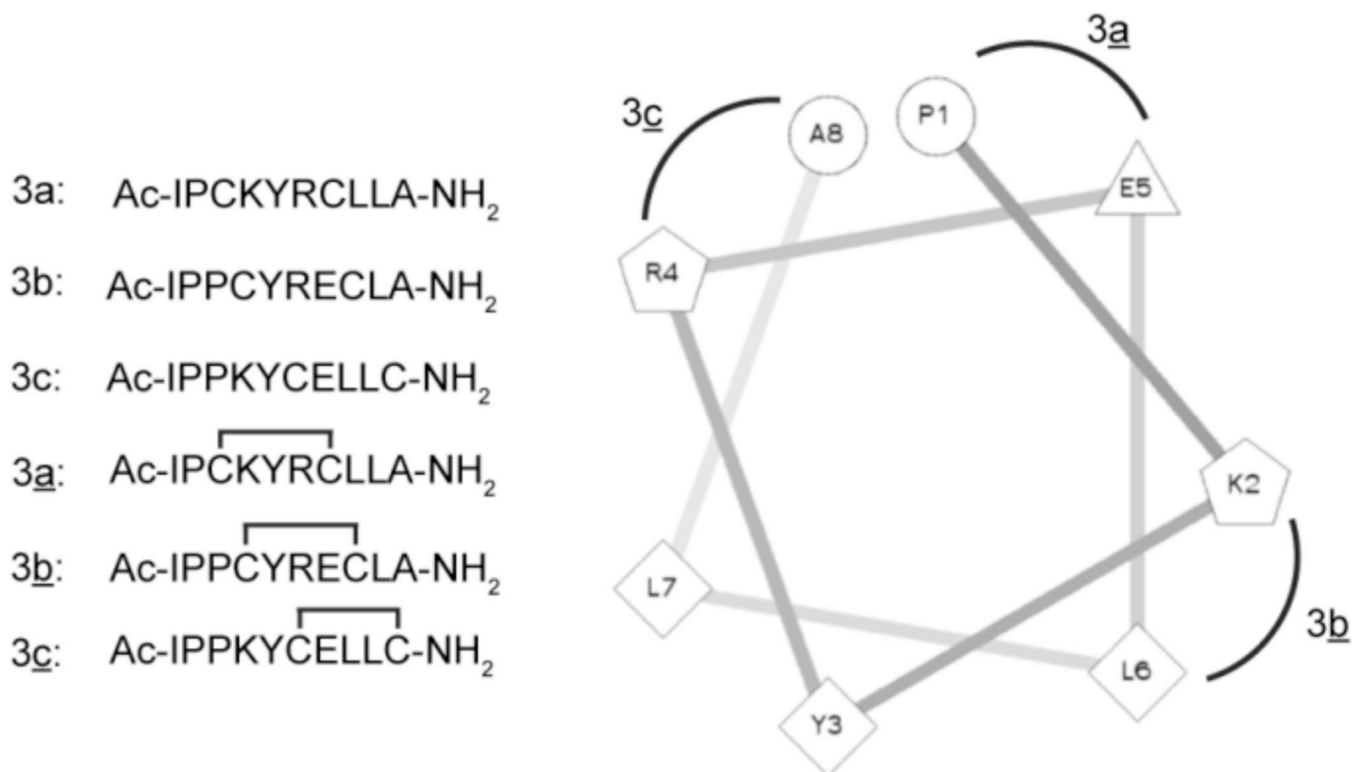 3a: Ac-IPCKYRCLLA-NH2
3b: Ac-IPPCYRECLA-NH2
3c: Ac-IPPKYCELLC-NH2
3a: Ac-IPCKYRCLLA-NH2
3b: Ac-IPPCYRECLA-NH2
3c: Ac-IPPKYCELLC-NH2
3a
3c
A8
P1
E5
R4
K2
L7
L6
3b
Y3